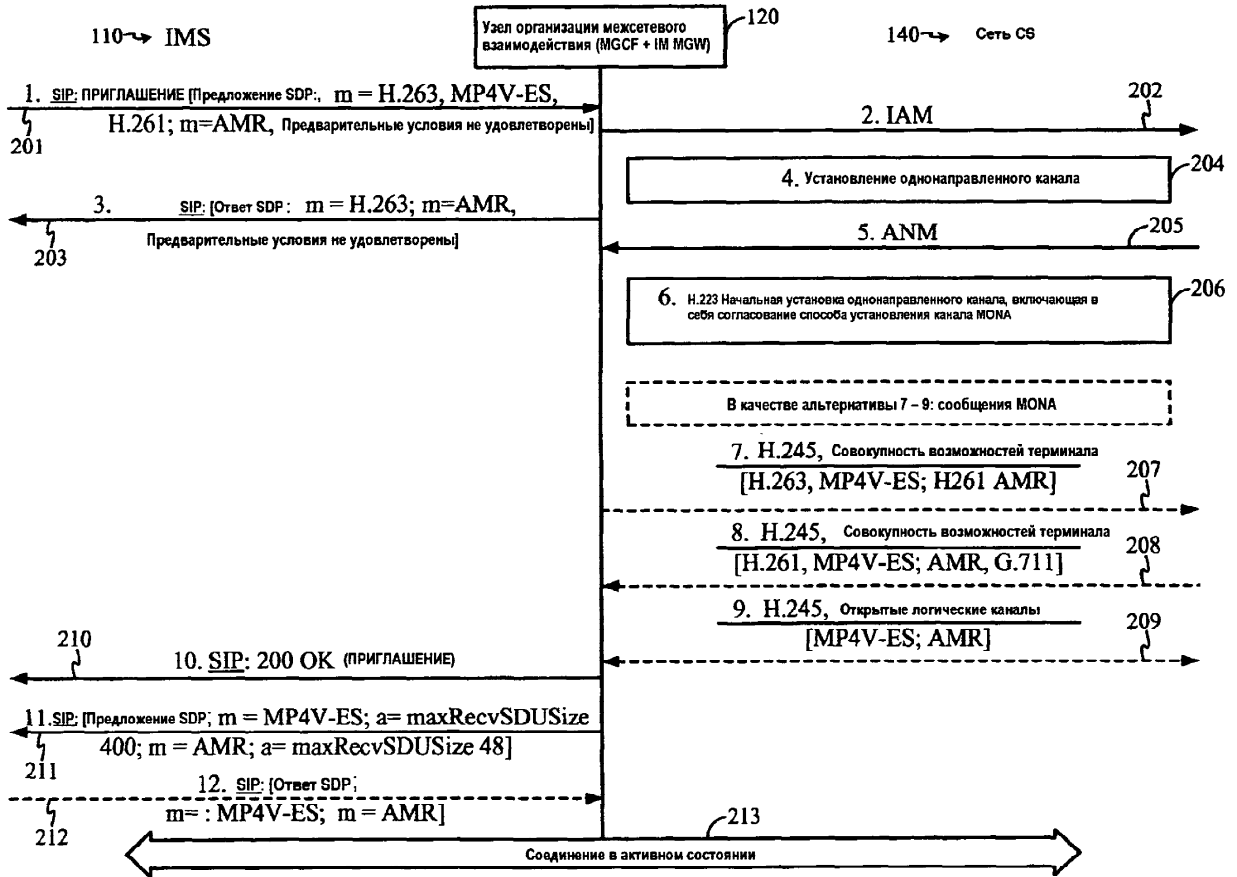 110 IMS
Узел организации межсетевого
взаимодействия (MGCF + IM MGW)
120
140 Сеть CS
1. SIP: ПРИГЛАШЕНИЕ [Предложение SDP:, m = H.263, MP4V-ES,
H.261; m=AMR, Предварительные условия не удовлетворены]
201
2. IAM
202
4. Установление однонаправленного канала
204
3. SIP: [Ответ SDP : m = H.263; m=AMR,
Предварительные условия не удовлетворены]
203
5. ANM
205
6. H.223 Начальная установка однонаправленного канала, включающая в
себя согласование способа установления канала MONA
206
В качестве альтернативы 7 – 9: сообщения MONA
7. H.245, Совокупность возможностей терминала
[H.263, MP4V-ES; H261 AMR]
207
8. H.245, Совокупность возможностей терминала
[H.261, MP4V-ES; AMR, G.711]
208
9. H.245, Открытые логические каналы
[MP4V-ES; AMR]
209
210
10. SIP: 200 OK (ПРИГЛАШЕНИЕ)
11. SIP: [Предложение SDP; m = MP4V-ES; a= maxRecvSDUSize
400; m = AMR; a= maxRecvSDUSize 48]
211
12. SIP: [Ответ SDP;
m= : MP4V-ES; m = AMR]
212
213
Соединение в активном состоянии